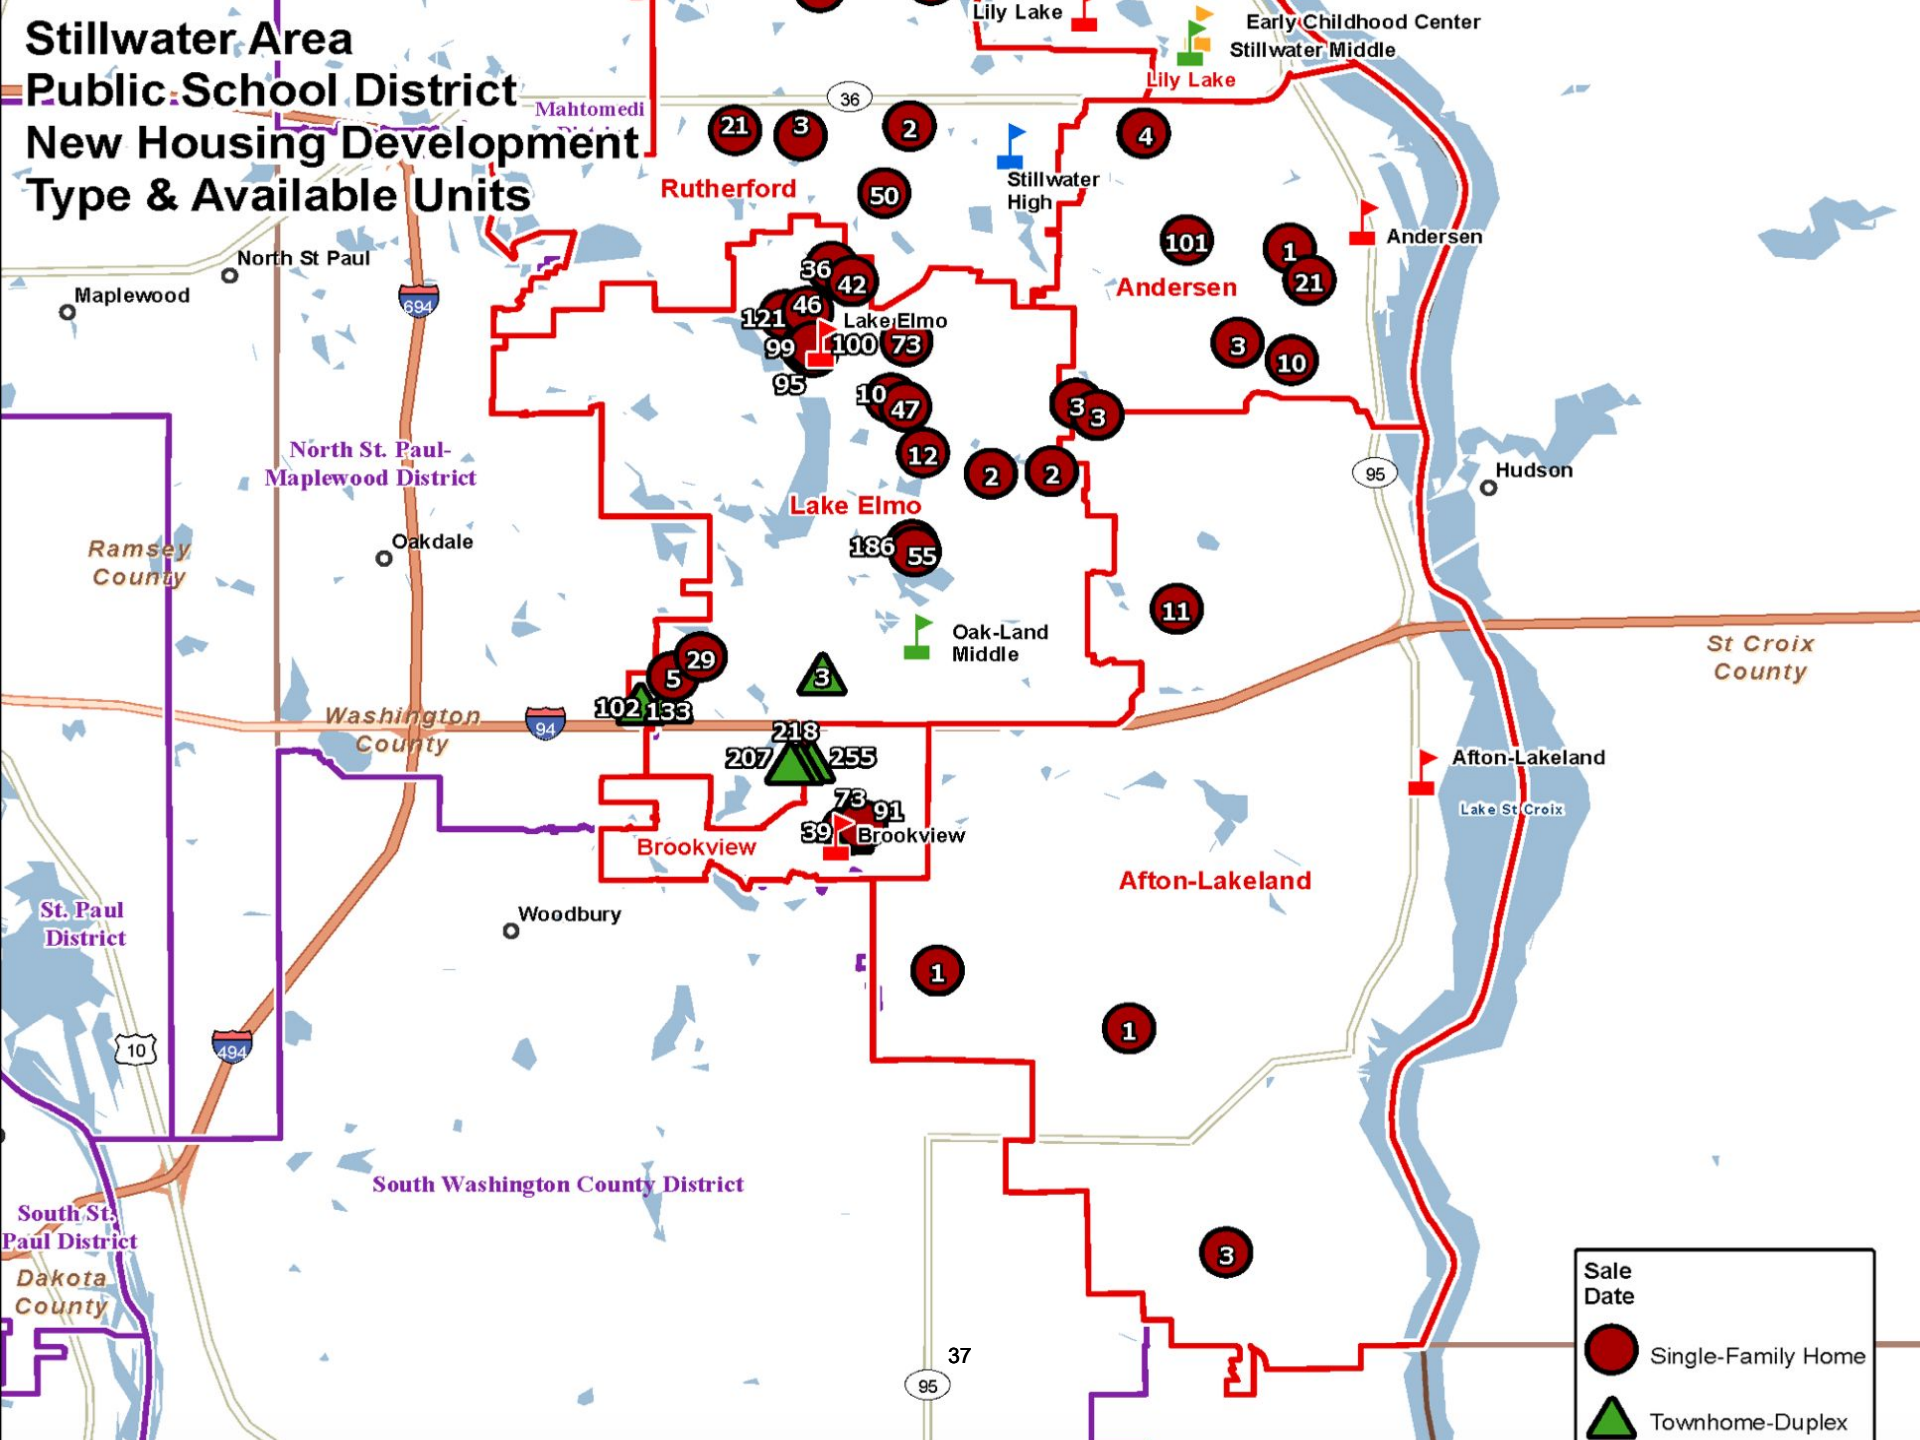 Stillwater Area
Public School District
New Housing Development
Type & Available Units
Lily Lake
Early Childhood Center
Stillwater Middle
Lily Lake
36
Mahtomedi
21
3
2
4
Stillwater
High
Rutherford
50
101
1
21
Andersen
Andersen
North St Paul
Maplewood
694
36
42
46
121
Lake Elmo
99
100
73
95
3
10
10
47
3
3
12
2
2
North St. Paul-
Maplewood District
95
Hudson
Lake Elmo
Ramsey
County
Oakdale
186
55
11
Oak-Land
Middle
St Croix
County
29
5
3
102
133
Washington
County
94
218
207
255
Afton-Lakeland
73
91
39
Brookview
Brookview
Lake St Croix
Afton-Lakeland
St. Paul
District
Woodbury
1
1
10
494
South Washington County District
South St.
Paul District
Dakota
County
3
37
95
Sale
Date
Single-Family Home
Townhome-Duplex